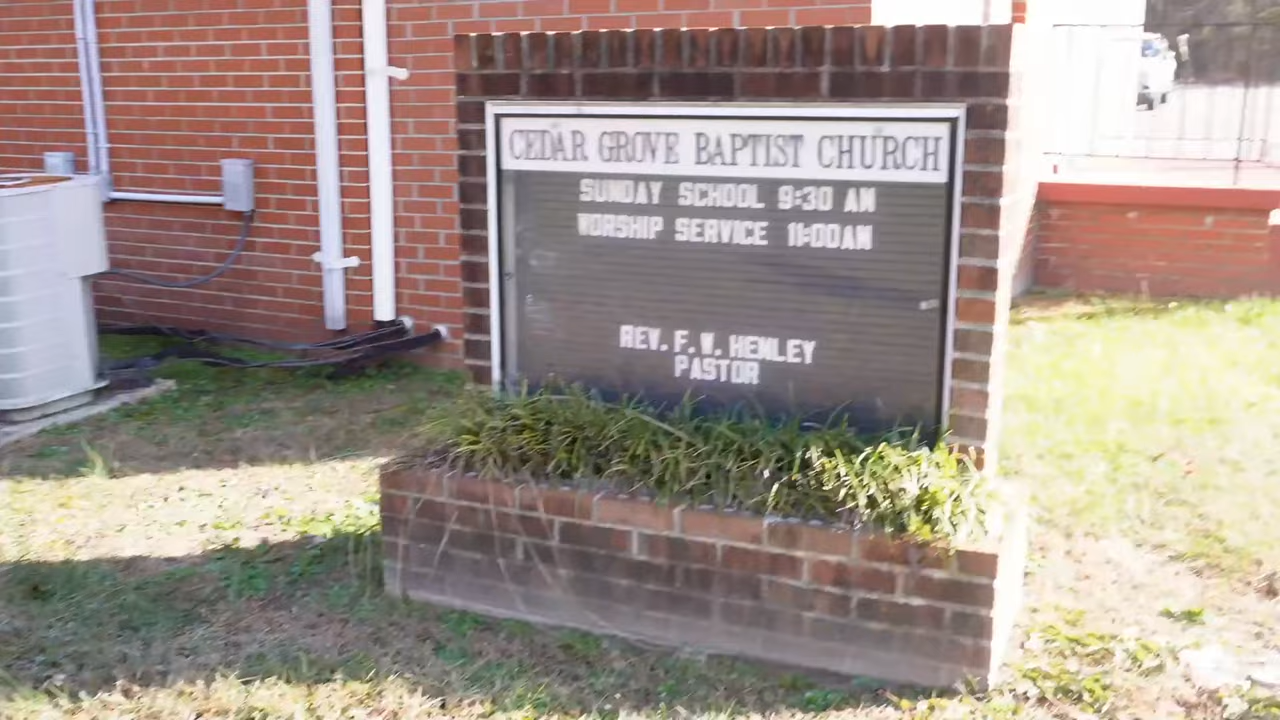 CEDAR GROVE BAPTIST CHURCH
SUNDAY SCHOOL 9:30 AM
WORSHIP SERVICE 11:00AM
REV. F. W. HENLEY
PASTOR